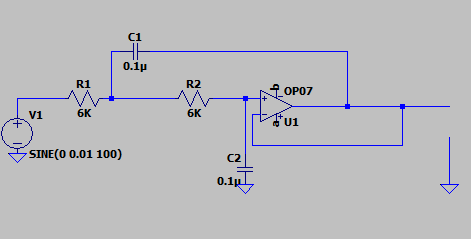 C1
0.1µ
R1
6K
R2
6K
b
OP07
U1
a
V1
SINE(0 0.01 100)
C2
0.1µ